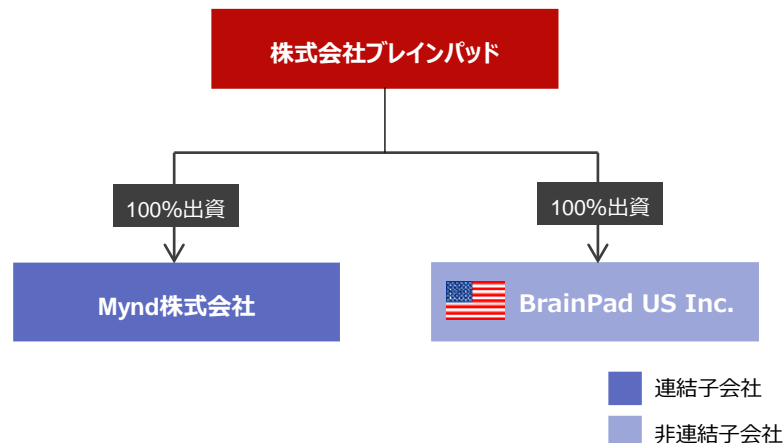 株式会社ブレインパッド
100%出資
100%出資
Mynd株式会社
BrainPad US Inc.
連結子会社
非連結子会社